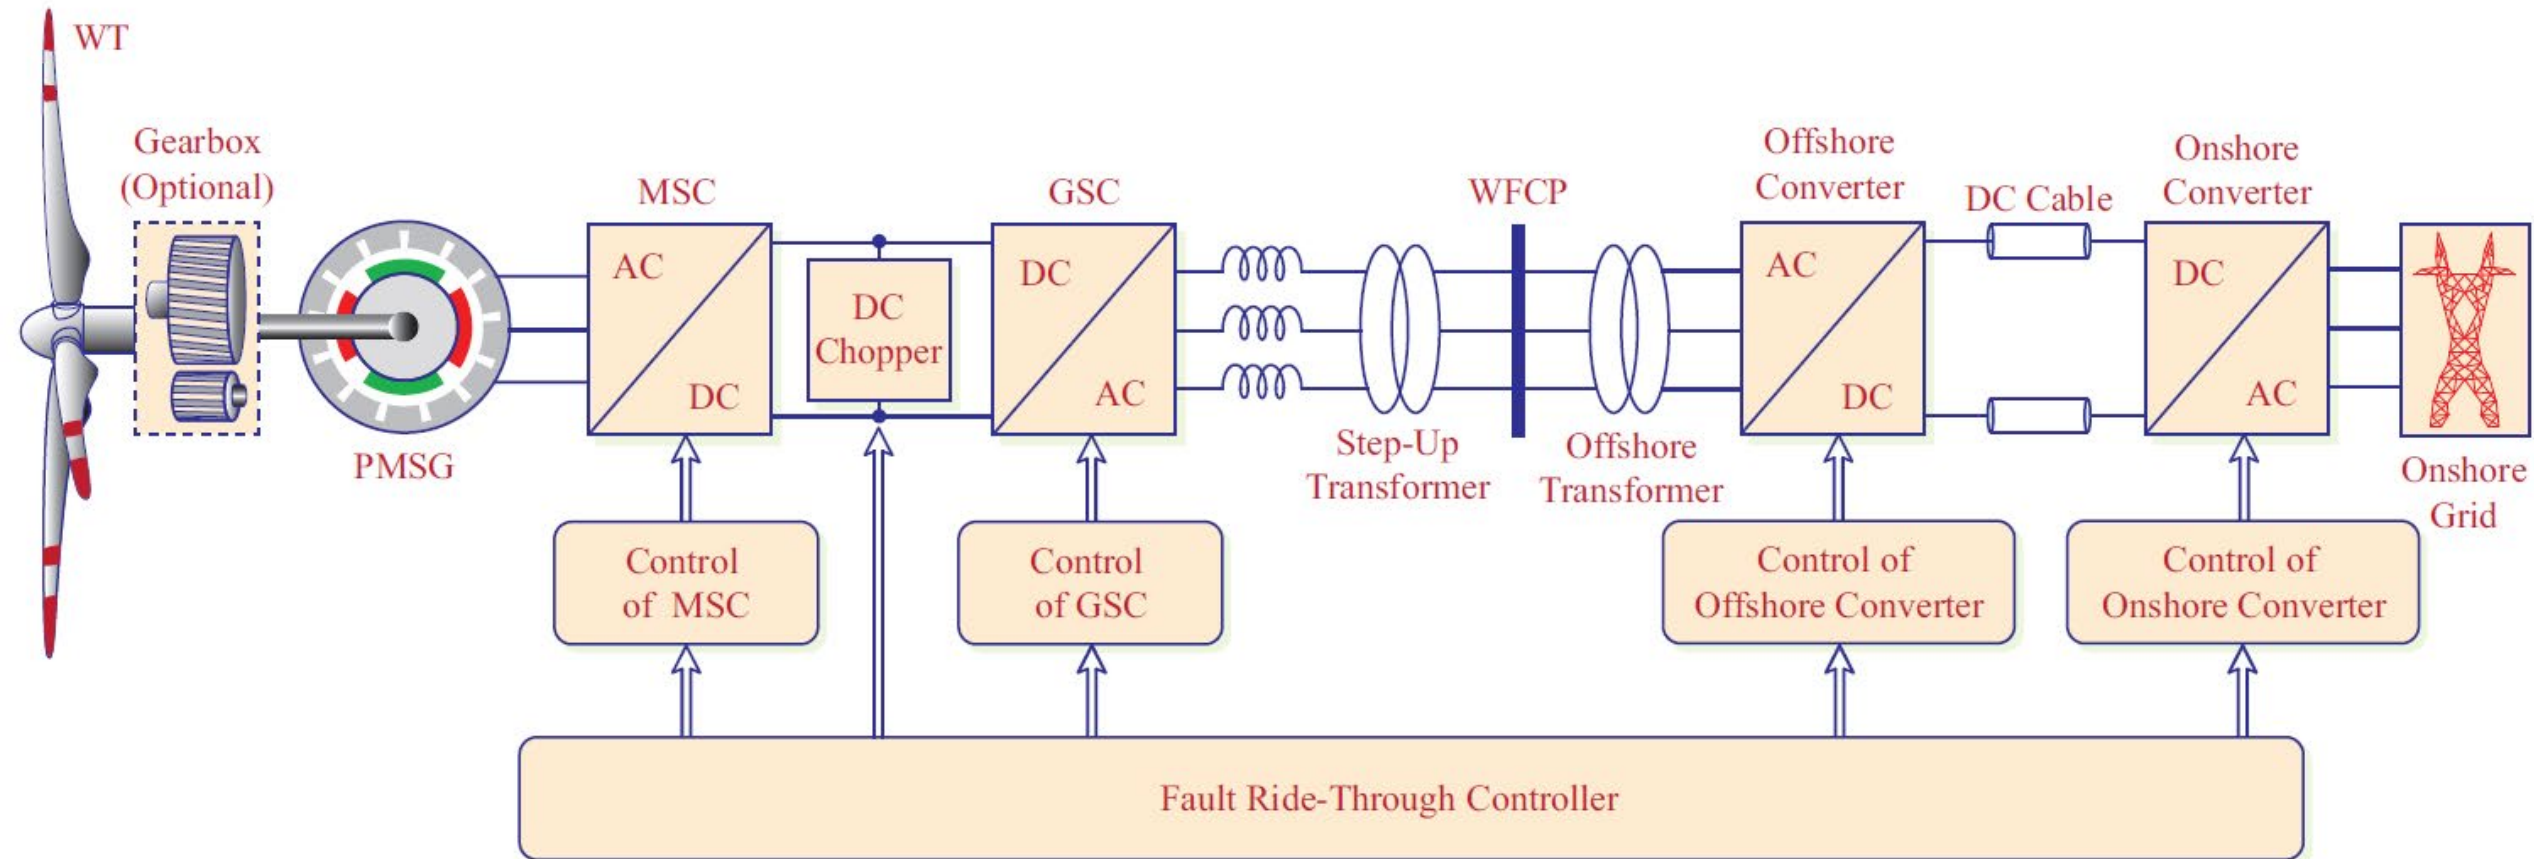 WT
Gearbox
(Optional)
PMSG
MSC
AC
DC
DC
Chopper
GSC
DC
AC
Step-Up
Transformer
WFCP
Offshore
Transformer
Offshore
Converter
AC
DC
DC Cable
Onshore
Converter
DC
AC
Onshore
Grid
Control
of MSC
Control
of GSC
Control of
Offshore Converter
Control of
Onshore Converter
Fault Ride-Through Controller